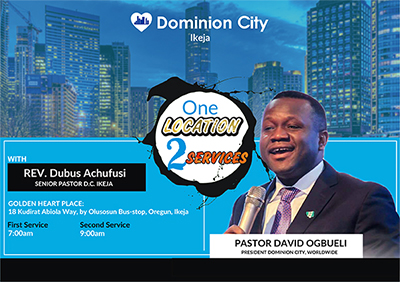 Dominion City
Ikeja
One
LOCATION
2 SERVICES
WITH
REV. Dubus Achufusi
SENIOR PASTOR D.C. IKEJA
GOLDEN HEART PLACE:
18 Kudirat Abiola Way, by Olusosun Bus-stop, Oregun, Ikeja
First Service Second Service
7:00am 9:00am
PASTOR DAVID OGBUELI
PRESIDENT DOMINION CITY, WORLDWIDE